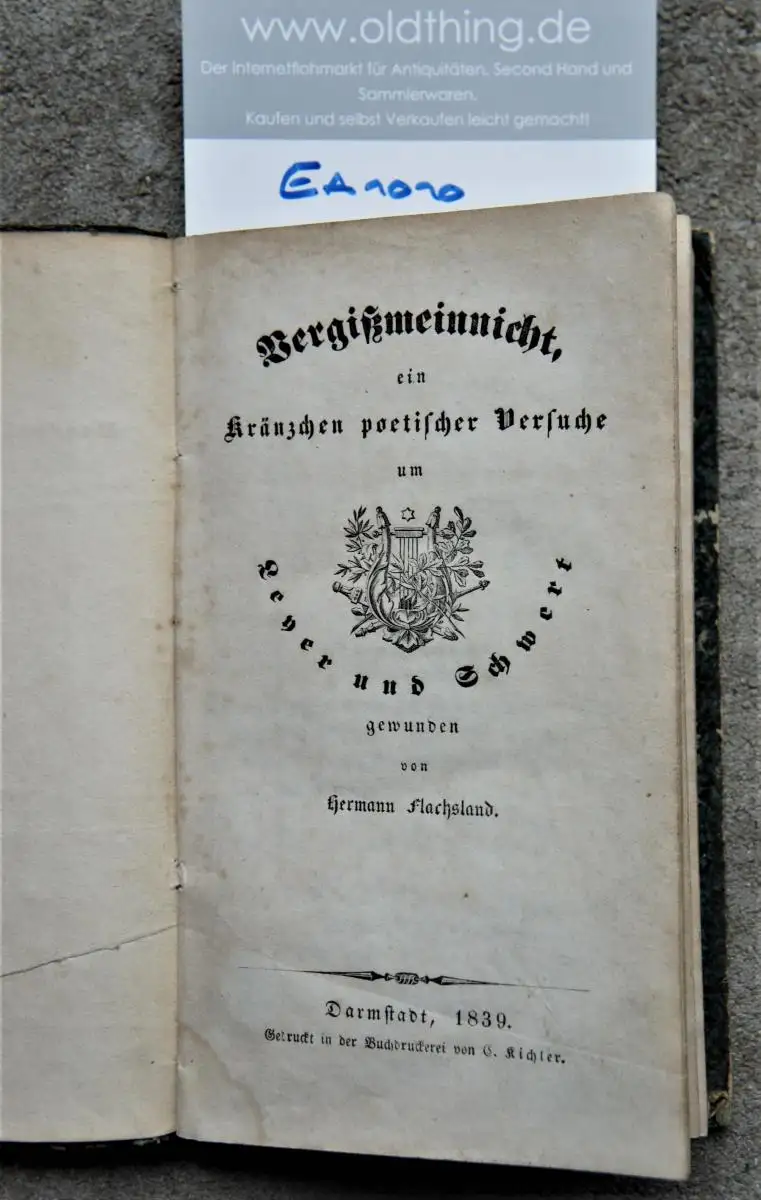 www.oldthing.de
Der Internetflohmarkt für Antiquitäten, Second Hand und
Sammlerwaren.
Kaufen und selbst Verkaufen leicht gemacht!
EA1010
Vergißmeinnicht,
ein
Kränzchen poetiſcher Verſuche
um
Leyer und Schwert
gewunden
von
Hermann Flachsland.
Darmſtadt, 1839.
Gedruckt in der Buchdruckerei von C. Kichler.